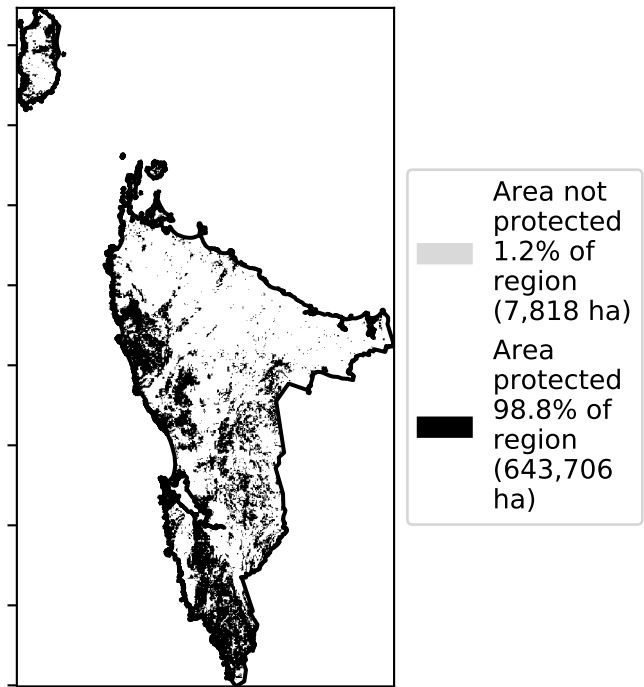 Area not
protected
1.2% of
region
(7,818 ha)
Area
protected
98.8% of
region
(643,706
ha)